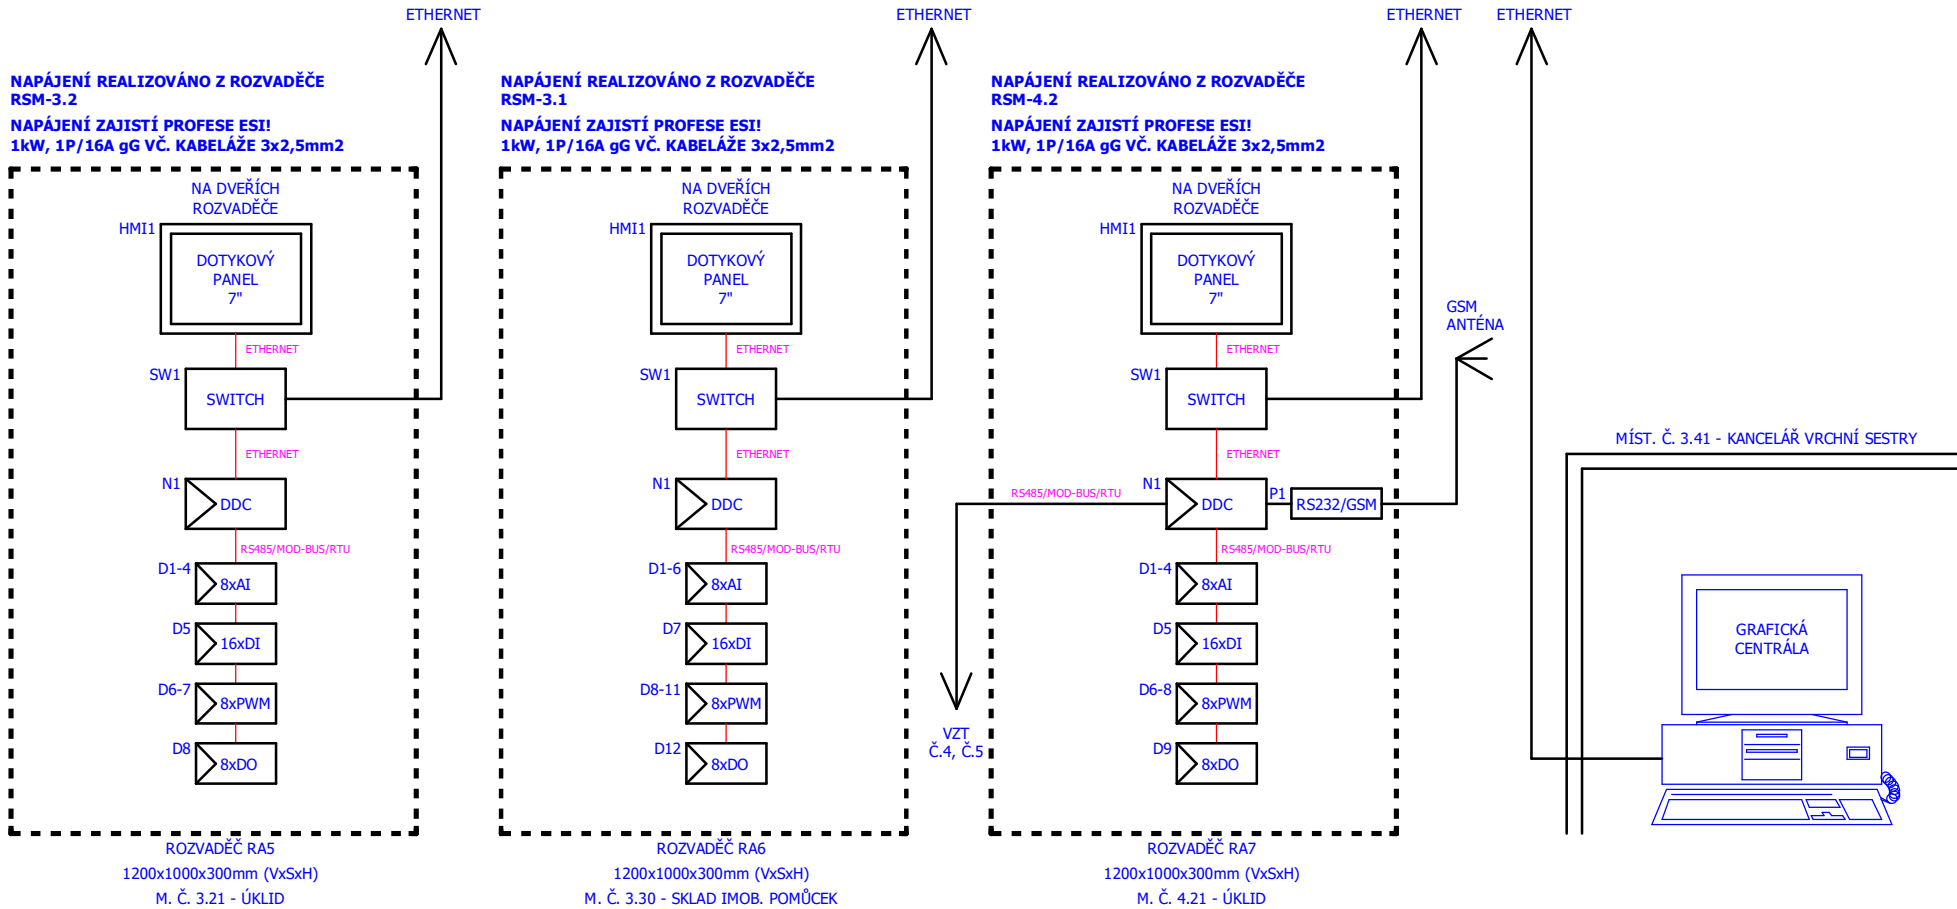 ETHERNET
ETHERNET
ETHERNET
ETHERNET
NAPÁJENÍ REALIZOVÁNO Z ROZVADĚČE
RSM-3.2
NAPÁJENÍ ZAJISTÍ PROFESE ESI!
1kW, 1P/16A gG VČ. KABELÁŽE 3x2,5mm2
NA DVEŘÍCH
ROZVADĚČE
HMI1
DOTYKOVÝ
PANEL
7"
ETHERNET
SW1
SWITCH
ETHERNET
N1
DDC
RS485/MOD-BUS/RTU
D1-4
8xAI
D5
16xDI
D6-7
8xPWM
D8
8xDO
ROZVADĚČ RA5
1200x1000x300mm (VxSxH)
M. Č. 3.21 - ÚKLID
NAPÁJENÍ REALIZOVÁNO Z ROZVADĚČE
RSM-3.1
NAPÁJENÍ ZAJISTÍ PROFESE ESI!
1kW, 1P/16A gG VČ. KABELÁŽE 3x2,5mm2
NA DVEŘÍCH
ROZVADĚČE
HMI1
DOTYKOVÝ
PANEL
7"
ETHERNET
SW1
SWITCH
ETHERNET
N1
DDC
RS485/MOD-BUS/RTU
D1-6
8xAI
D7
16xDI
D8-11
8xPWM
D12
8xDO
ROZVADĚČ RA6
1200x1000x300mm (VxSxH)
M. Č. 3.30 - SKLAD IMOB. POMŮCEK
NAPÁJENÍ REALIZOVÁNO Z ROZVADĚČE
RSM-4.2
NAPÁJENÍ ZAJISTÍ PROFESE ESI!
1kW, 1P/16A gG VČ. KABELÁŽE 3x2,5mm2
NA DVEŘÍCH
ROZVADĚČE
HMI1
DOTYKOVÝ
PANEL
7"
ETHERNET
SW1
SWITCH
ETHERNET
RS485/MOD-BUS/RTU
N1
DDC
P1
RS232/GSM
GSM
ANTÉNA
RS485/MOD-BUS/RTU
D1-4
8xAI
D5
16xDI
D6-8
8xPWM
D9
8xDO
VZT
Č.4, Č.5
ROZVADĚČ RA7
1200x1000x300mm (VxSxH)
M. Č. 4.21 - ÚKLID
MÍST. Č. 3.41 - KANCELÁŘ VRCHNÍ SESTRY
GRAFICKÁ
CENTRÁLA